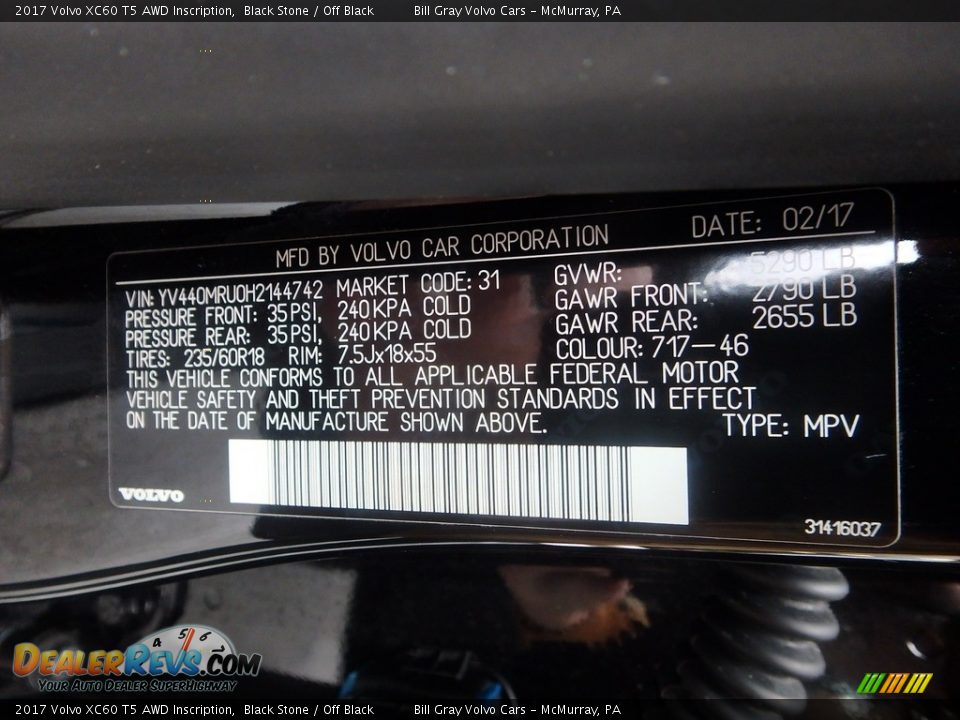 2017 Volvo XC60 T5 AWD Inscription, Black Stone / Off Black Bill Gray Volvo Cars - McMurray, PA
MFD BY VOLVO CAR CORPORATION DATE: 02/17
VIN: YV440MRU0H2144742 MARKET CODE: 31 GVWR: 5290 LB
PRESSURE FRONT: 35 PSI, 240 KPA COLD GAWR FRONT: 2790 LB
PRESSURE REAR: 35 PSI, 240 KPA COLD GAWR REAR: 2655 LB
TIRES: 235/60R18 RIM: 7.5Jx18x55 COLOUR: 717-46
THIS VEHICLE CONFORMS TO ALL APPLICABLE FEDERAL MOTOR
VEHICLE SAFETY AND THEFT PREVENTION STANDARDS IN EFFECT
ON THE DATE OF MANUFACTURE SHOWN ABOVE. TYPE: MPV
VOLVO
31416037
4 5 6 7
DEALERREVS.COM
YOUR AUTO DEALER SUPERHIGHWAY
2017 Volvo XC60 T5 AWD Inscription, Black Stone / Off Black Bill Gray Volvo Cars - McMurray, PA